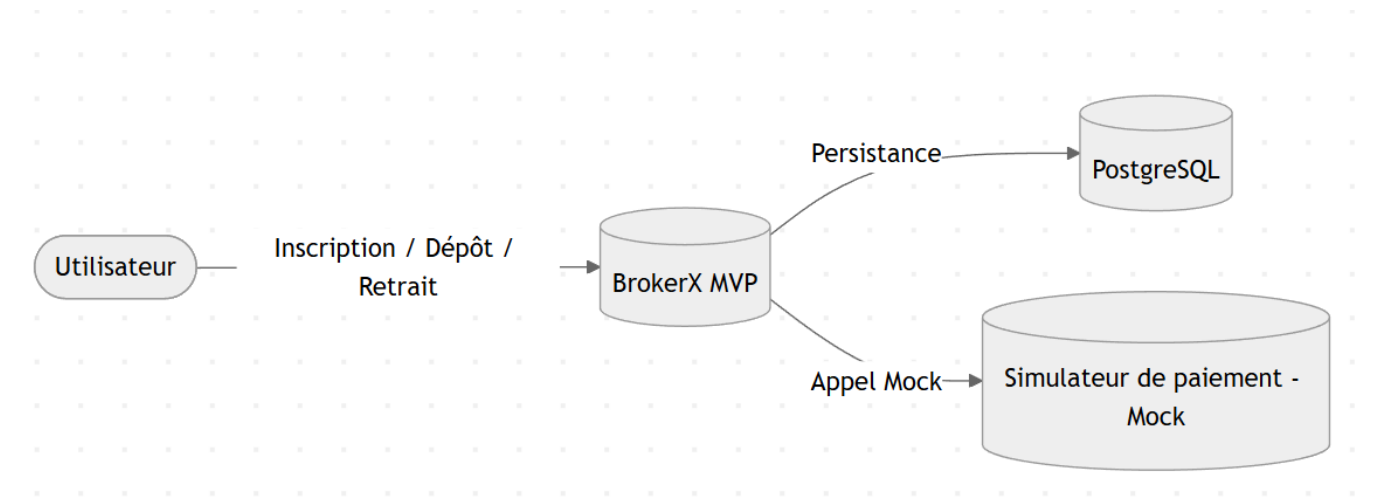 Utilisateur
Inscription / Dépôt /
Retrait
BrokerX MVP
Persistance
PostgreSQL
Appel Mock
Simulateur de paiement -
Mock